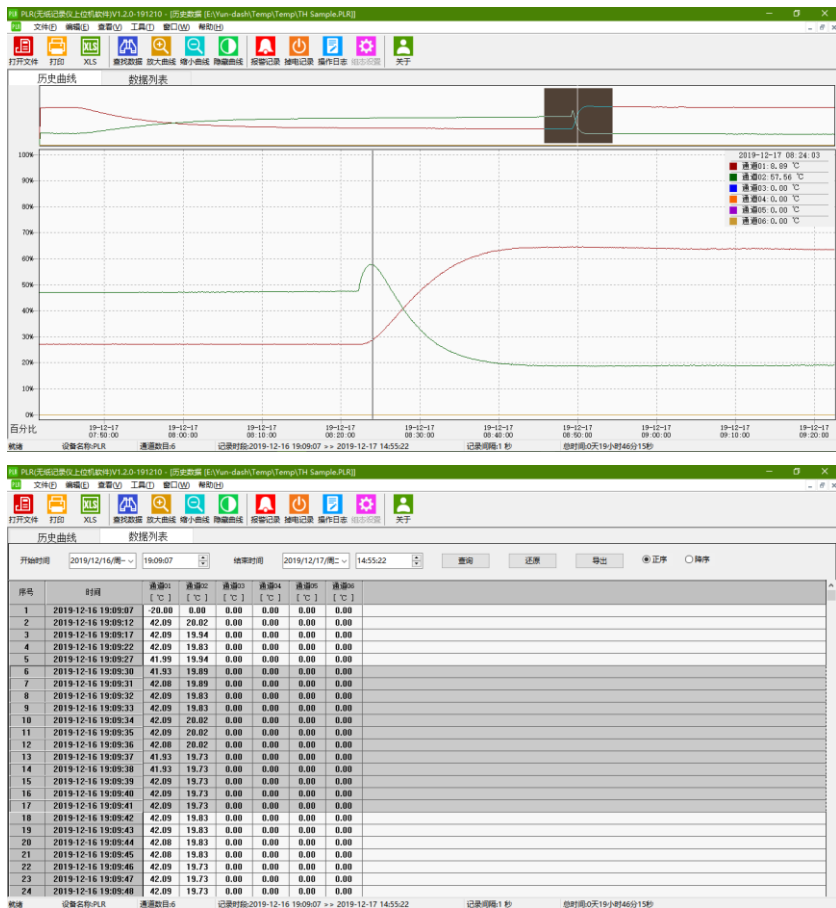 PLR(无纸记录仪上位机软件)V1.2.0-191210 - [历史数据 [E:\Yun-dash\Temp\Temp\TH Sample.PLR]]
文件(F) 编辑(E) 查看(V) 工具(T) 窗口(W) 帮助(H)
打开文件 打印 XLS 查找数据 放大曲线 缩小曲线 隐藏曲线 报警记录 掉电记录 操作日志 组态设置 关于
历史曲线 数据列表
2019-12-17 08:24:03
通道01:8.89 ℃
通道02:57.56 ℃
通道03:0.00 ℃
通道04:0.00 ℃
通道05:0.00 ℃
通道06:0.00 ℃
100%
90%
80%
70%
60%
50%
40%
30%
20%
10%
0%
百分比
19-12-17 19-12-17 19-12-17 19-12-17 19-12-17 19-12-17 19-12-17 19-12-17 19-12-17 19-12-17
07:50:00 08:00:00 08:10:00 08:20:00 08:30:00 08:40:00 08:50:00 09:00:00 09:10:00 09:20:00
就绪 设备名称:PLR 通道数目:6 记录时段:2019-12-16 19:09:07 >> 2019-12-17 14:55:22 记录间隔:1 秒 总时间:0天19小时46分15秒
PLR(无纸记录仪上位机软件)V1.2.0-191210 - [历史数据 [E:\Yun-dash\Temp\Temp\TH Sample.PLR]]
文件(F) 编辑(E) 查看(V) 工具(T) 窗口(W) 帮助(H)
打开文件 打印 XLS 查找数据 放大曲线 缩小曲线 隐藏曲线 报警记录 掉电记录 操作日志 组态设置 关于
历史曲线 数据列表
开始时间 2019/12/16/周一 19:09:07 结束时间 2019/12/17/周二 14:55:22 查询 还原 导出 正序 降序
序号 时间 通道01 通道02 通道03 通道04 通道05 通道06
[ ℃ ] [ ℃ ] [ ℃ ] [ ℃ ] [ ℃ ] [ ℃ ]
1 2019-12-16 19:09:07 -20.00 0.00 0.00 0.00 0.00 0.00
2 2019-12-16 19:09:12 42.09 20.02 0.00 0.00 0.00 0.00
3 2019-12-16 19:09:17 42.09 19.94 0.00 0.00 0.00 0.00
4 2019-12-16 19:09:22 42.09 19.83 0.00 0.00 0.00 0.00
5 2019-12-16 19:09:27 41.99 19.94 0.00 0.00 0.00 0.00
6 2019-12-16 19:09:30 41.93 19.89 0.00 0.00 0.00 0.00
7 2019-12-16 19:09:31 42.08 19.89 0.00 0.00 0.00 0.00
8 2019-12-16 19:09:32 42.09 19.83 0.00 0.00 0.00 0.00
9 2019-12-16 19:09:33 42.09 19.83 0.00 0.00 0.00 0.00
10 2019-12-16 19:09:34 42.09 20.02 0.00 0.00 0.00 0.00
11 2019-12-16 19:09:35 42.09 20.02 0.00 0.00 0.00 0.00
12 2019-12-16 19:09:36 42.08 20.02 0.00 0.00 0.00 0.00
13 2019-12-16 19:09:37 41.93 19.73 0.00 0.00 0.00 0.00
14 2019-12-16 19:09:38 41.93 19.73 0.00 0.00 0.00 0.00
15 2019-12-16 19:09:39 42.09 19.73 0.00 0.00 0.00 0.00
16 2019-12-16 19:09:40 42.09 19.73 0.00 0.00 0.00 0.00
17 2019-12-16 19:09:41 42.09 19.73 0.00 0.00 0.00 0.00
18 2019-12-16 19:09:42 42.09 19.83 0.00 0.00 0.00 0.00
19 2019-12-16 19:09:43 42.09 19.83 0.00 0.00 0.00 0.00
20 2019-12-16 19:09:44 42.08 19.83 0.00 0.00 0.00 0.00
21 2019-12-16 19:09:45 42.08 19.83 0.00 0.00 0.00 0.00
22 2019-12-16 19:09:46 42.09 19.73 0.00 0.00 0.00 0.00
23 2019-12-16 19:09:47 42.09 19.73 0.00 0.00 0.00 0.00
24 2019-12-16 19:09:48 42.09 19.73 0.00 0.00 0.00 0.00
就绪 设备名称:PLR 通道数目:6 记录时段:2019-12-16 19:09:07 >> 2019-12-17 14:55:22 记录间隔:1 秒 总时间:0天19小时46分15秒